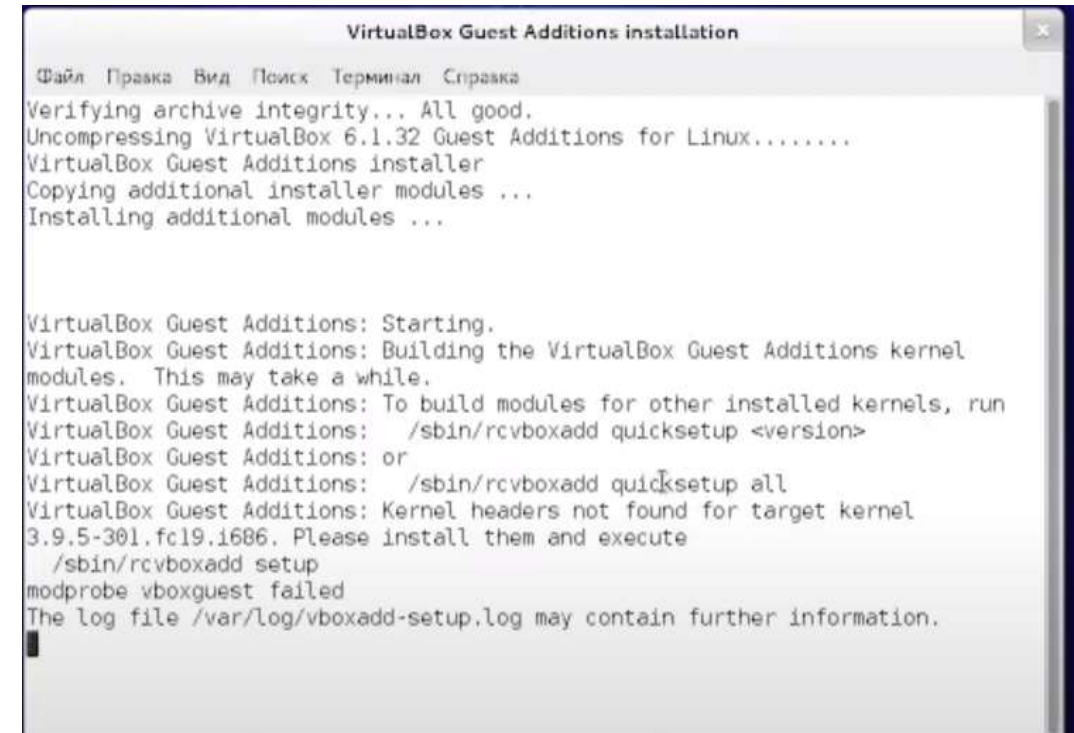 VirtualBox Guest Additions installation
Файл Правка Вид Поиск Терминал Справка
Verifying archive integrity... All good.
Uncompressing VirtualBox 6.1.32 Guest Additions for Linux........
VirtualBox Guest Additions installer
Copying additional installer modules ...
Installing additional modules ...
VirtualBox Guest Additions: Starting.
VirtualBox Guest Additions: Building the VirtualBox Guest Additions kernel
modules.  This may take a while.
VirtualBox Guest Additions: To build modules for other installed kernels, run
VirtualBox Guest Additions:   /sbin/rcvboxadd quicksetup <version>
VirtualBox Guest Additions: or
VirtualBox Guest Additions:   /sbin/rcvboxadd quicksetup all
VirtualBox Guest Additions: Kernel headers not found for target kernel
3.9.5-301.fc19.i686. Please install them and execute
  /sbin/rcvboxadd setup
modprobe vboxguest failed
The log file /var/log/vboxadd-setup.log may contain further information.